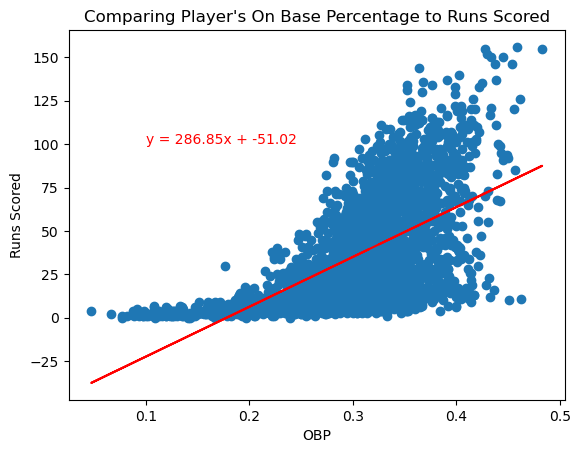 Comparing Player's On Base Percentage to Runs Scored
150
125
100
75
50
25
0
−25
Runs Scored
y = 286.85x + -51.02
0.1 0.2 0.3 0.4 0.5
OBP